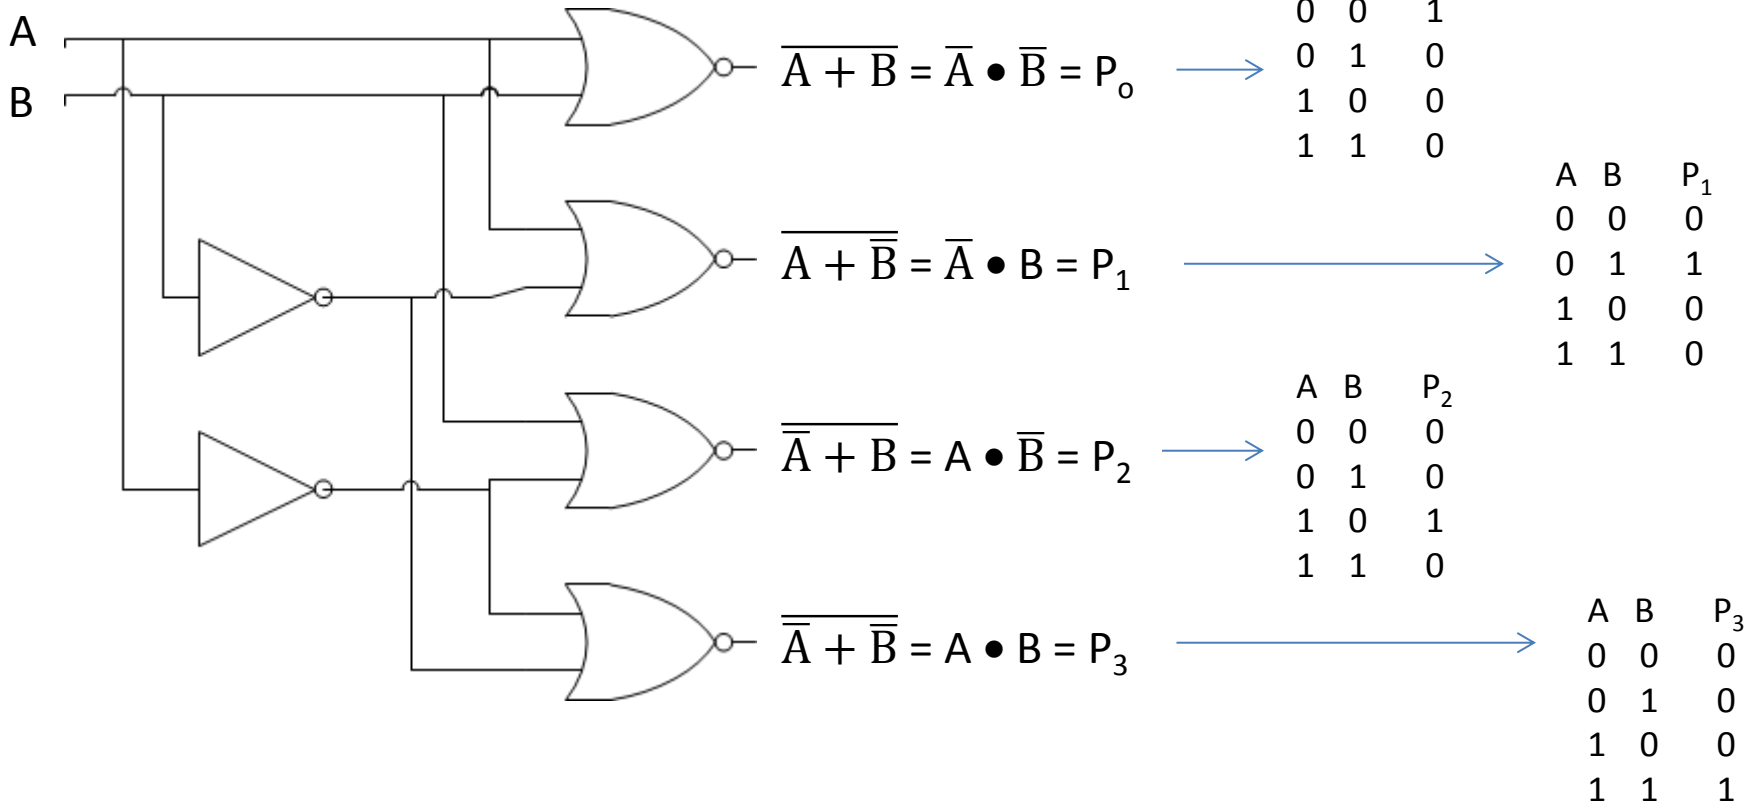 A
B
0 0 1
0 1 0
1 0 0
1 1 0
A̅ ̅+̅ ̅B̅ = A̅ ● B̅ = Pₒ
A B P₁
0 0 0
0 1 1
1 0 0
1 1 0
A̅ ̅+̅ ̅B̿ = A̅ ● B = P₁
A B P₂
0 0 0
0 1 0
1 0 1
1 1 0
A̿ ̅+̅ ̅B̅ = A ● B̅ = P₂
A B P₃
0 0 0
0 1 0
1 0 0
1 1 1
A̿ ̅+̅ ̅B̿ = A ● B = P₃